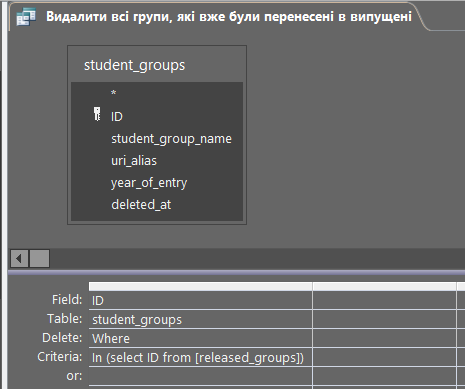 Видалити всі групи, які вже були перенесені в випущені
student_groups
*
ID
student_group_name
uri_alias
year_of_entry
deleted_at
Field: ID
Table: student_groups
Delete: Where
Criteria: In (select ID from [released_groups])
or: